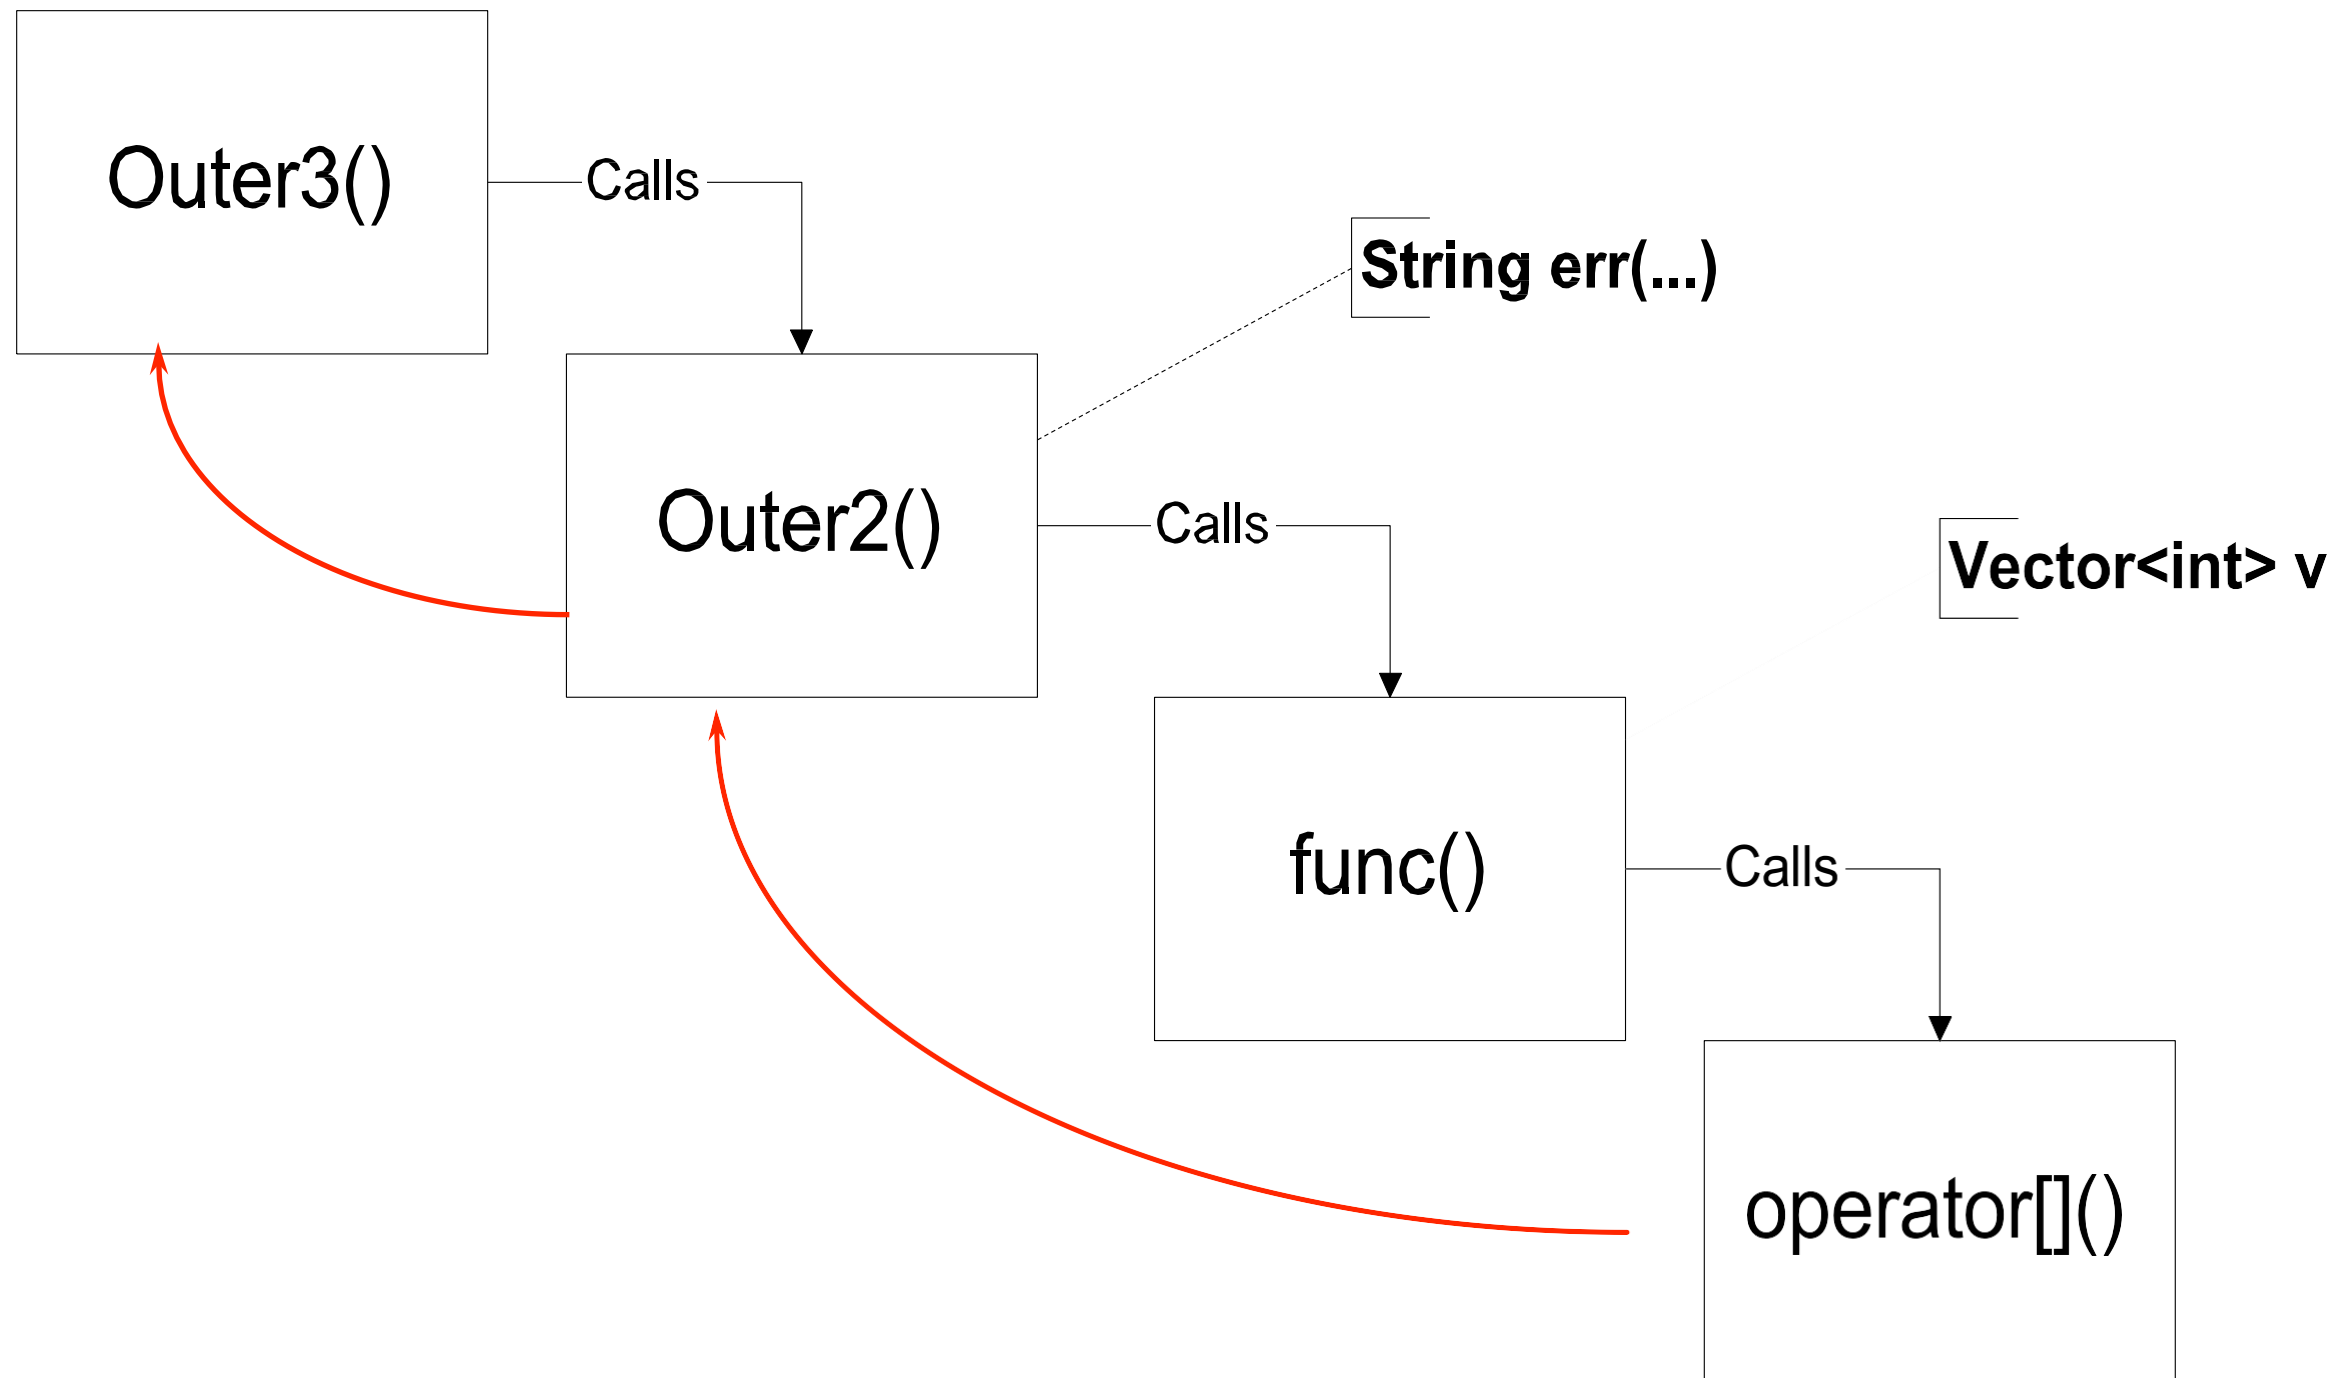 Outer3()
Calls
String err(...)
Outer2()
Calls
Vector<int> v
func()
Calls
operator[]()